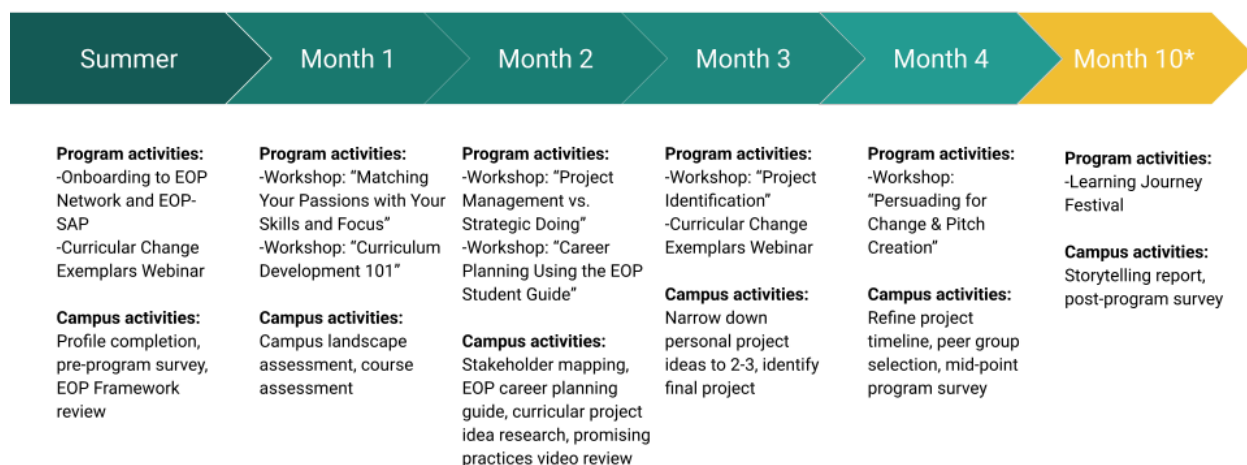 Summer
Month 1
Month 2
Month 3
Month 4
Month 10*
Program activities:
-Onboarding to EOP
Network and EOP-
SAP
-Curricular Change
Exemplars Webinar
Campus activities:
Profile completion,
pre-program survey,
EOP Framework
review
Program activities:
-Workshop: “Matching
Your Passions with Your
Skills and Focus”
-Workshop: “Curriculum
Development 101”
Campus activities:
Campus landscape
assessment, course
assessment
Program activities:
-Workshop: “Project
Management vs.
Strategic Doing”
-Workshop: “Career
Planning Using the EOP
Student Guide”
Campus activities:
Stakeholder mapping,
EOP career planning
guide, curricular project
idea research, promising
practices video review
Program activities:
-Workshop: “Project
Identification”
-Curricular Change
Exemplars Webinar
Campus activities:
Narrow down
personal project
ideas to 2-3, identify
final project
Program activities:
-Workshop:
“Persuading for
Change & Pitch
Creation”
Campus activities:
Refine project
timeline, peer group
selection, mid-point
program survey
Program activities:
-Learning Journey
Festival
Campus activities:
Storytelling report,
post-program survey